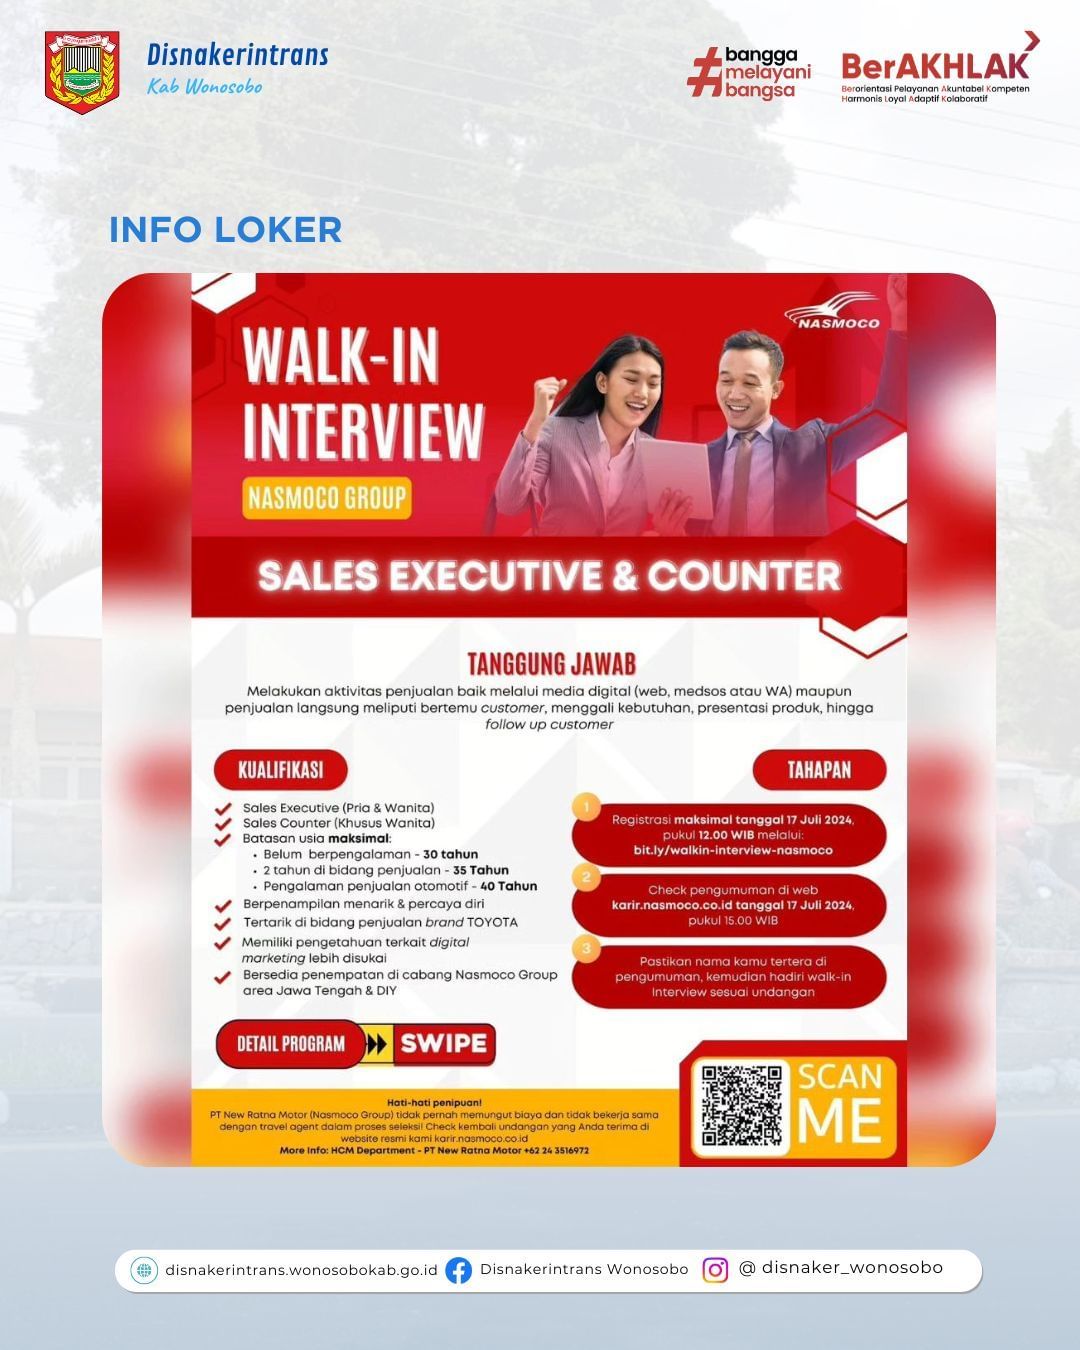 Disnakerintrans
Kab Wonosobo
#bangga
melayani
bangsa
BerAKHLAK
Berorientasi Pelayanan Akuntabel Kompeten
Harmonis Loyal Adaptif Kolaboratif
INFO LOKER
NASMOCO
WALK-IN
INTERVIEW
NASMOCO GROUP
SALES EXECUTIVE & COUNTER
TANGGUNG JAWAB
Melakukan aktivitas penjualan baik melalui media digital (web, medsos atau WA) maupun
penjualan langsung meliputi bertemu customer, menggali kebutuhan, presentasi produk, hingga
follow up customer
KUALIFIKASI
Sales Executive (Pria & Wanita)
Sales Counter (Khusus Wanita)
Batasan usia maksimal:
• Belum berpengalaman - 30 tahun
• 2 tahun di bidang penjualan - 35 Tahun
• Pengalaman penjualan otomotif - 40 Tahun
Berpenampilan menarik & percaya diri
Tertarik di bidang penjualan brand TOYOTA
Memiliki pengetahuan terkait digital
marketing lebih disukai
Bersedia penempatan di cabang Nasmoco Group
area Jawa Tengah & DIY
TAHAPAN
1
Registrasi maksimal tanggal 17 Juli 2024,
pukul 12.00 WIB melalui:
bit.ly/walkin-interview-nasmoco
2
Check pengumuman di web
karir.nasmoco.co.id tanggal 17 Juli 2024,
pukul 15.00 WIB
3
Pastikan nama kamu tertera di
pengumuman, kemudian hadiri walk-in
Interview sesuai undangan
DETAIL PROGRAM SWIPE
Hati-hati penipuan!
PT New Ratna Motor (Nasmoco Group) tidak pernah memungut biaya dan tidak bekerja sama
dengan travel agent dalam proses seleksi! Check kembali undangan yang Anda terima di
website resmi kami karir.nasmoco.co.id
More Info: HCM Department - PT New Ratna Motor +62 24 3516972
SCAN
ME
disnakerintrans.wonosobokab.go.id Disnakerintrans Wonosobo @ disnaker_wonosobo